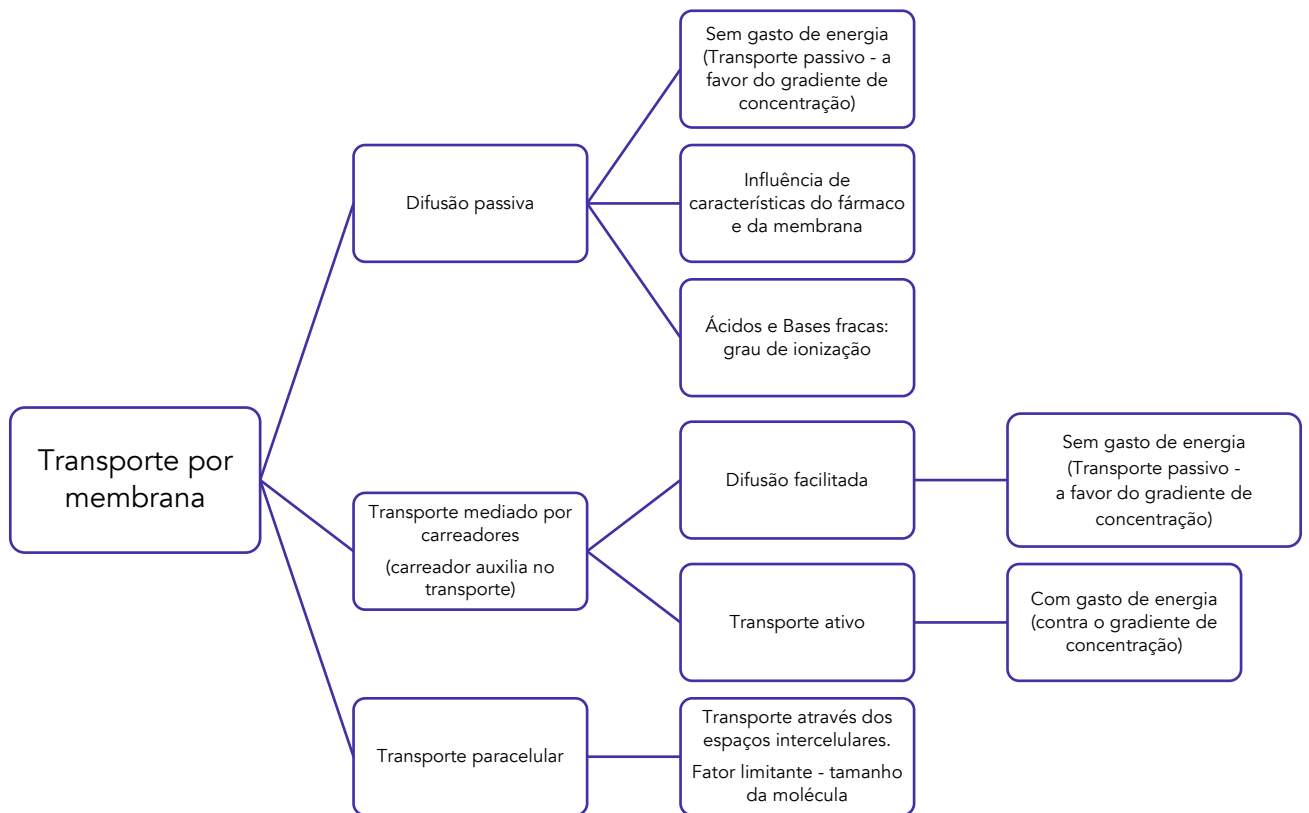 Transporte por
membrana
Difusão passiva
Sem gasto de energia
(Transporte passivo - a
favor do gradiente de
concentração)
Influência de
características do fármaco
e da membrana
Ácidos e Bases fracas:
grau de ionização
Transporte mediado por
carreadores
(carreador auxilia no
transporte)
Difusão facilitada
Sem gasto de energia
(Transporte passivo -
a favor do gradiente de
concentração)
Transporte ativo
Com gasto de energia
(contra o gradiente de
concentração)
Transporte paracelular
Transporte através dos
espaços intercelulares.
Fator limitante - tamanho
da molécula